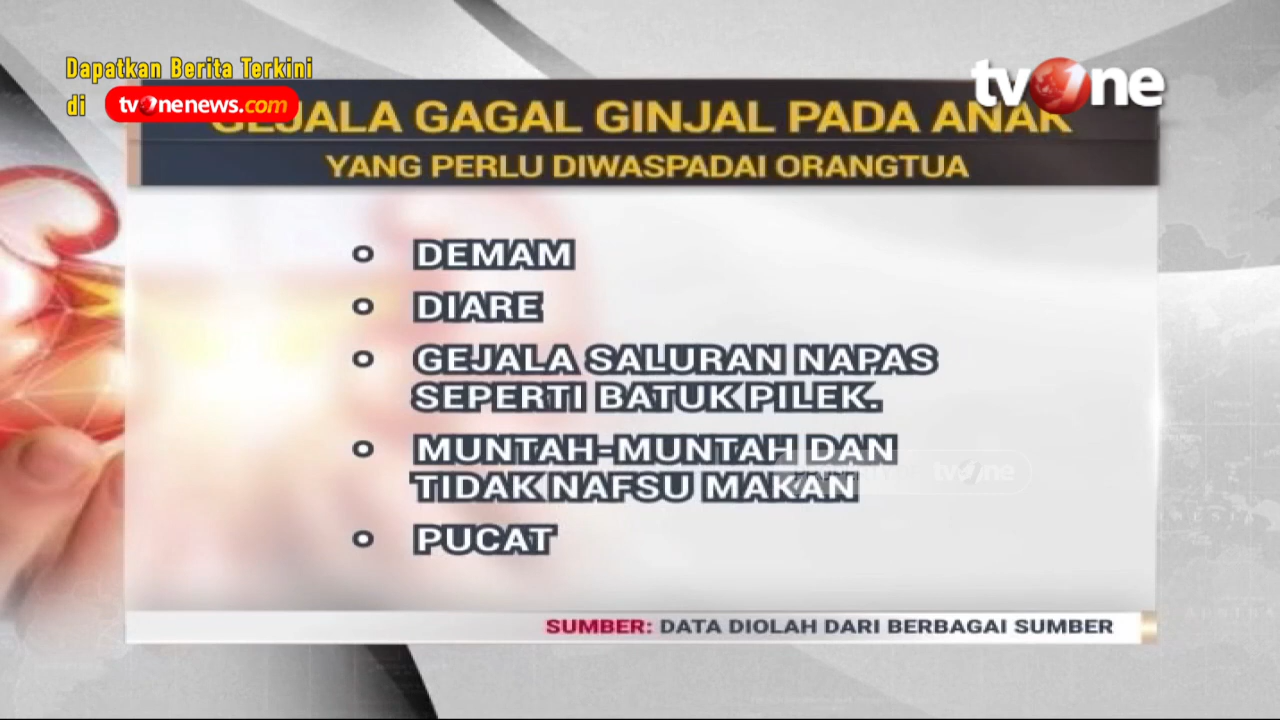 Dapatkan Berita Terkini
di tvonenews.com
tvOne
GEJALA GAGAL GINJAL PADA ANAK
YANG PERLU DIWASPADAI ORANGTUA
DEMAM
DIARE
GEJALA SALURAN NAPAS
SEPERTI BATUK PILEK.
MUNTAH-MUNTAH DAN
TIDAK NAFSU MAKAN
tvOne
PUCAT
SUMBER: DATA DIOLAH DARI BERBAGAI SUMBER